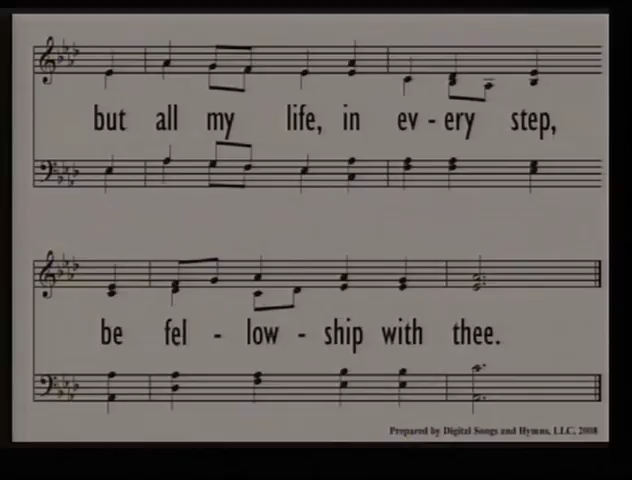 but all my life, in ev - ery step,
be fel - low - ship with thee.
Prepared by Digital Songs and Hymns, LLC, 2008